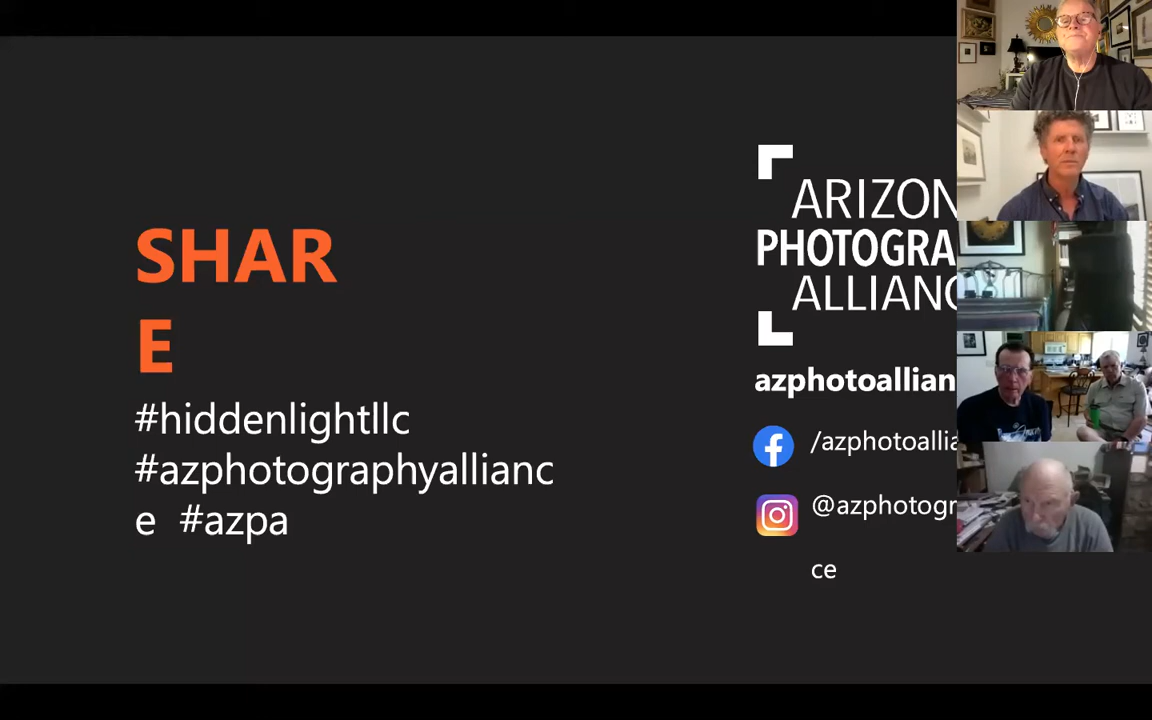 SHAR
E
#hiddenlightllc
#azphotographyallianc
e #azpa
ARIZON
PHOTOGRA
ALLIANC
azphotoallian
/azphotoallia
@azphotogr
ce